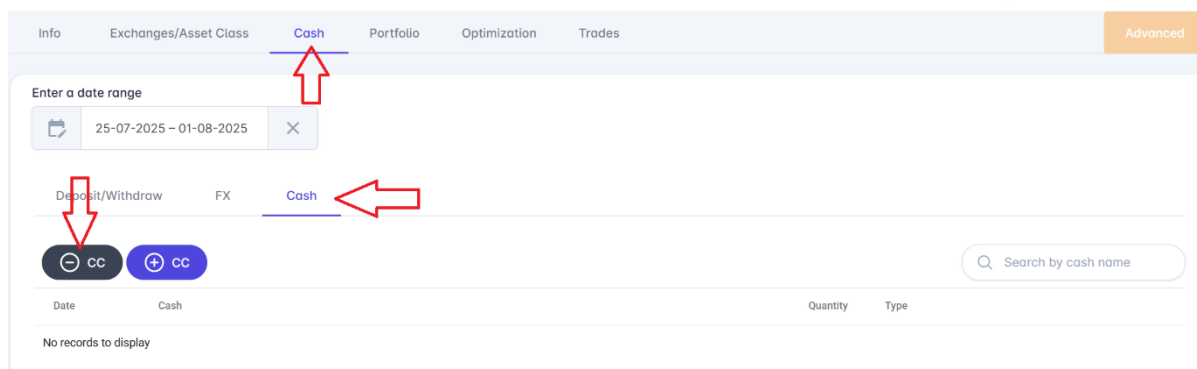 Info Exchanges/Asset Class Cash Portfolio Optimization Trades Advanced
Enter a date range
25-07-2025 – 01-08-2025
Deposit/Withdraw FX Cash
CC CC Search by cash name
Date Cash Quantity Type
No records to display